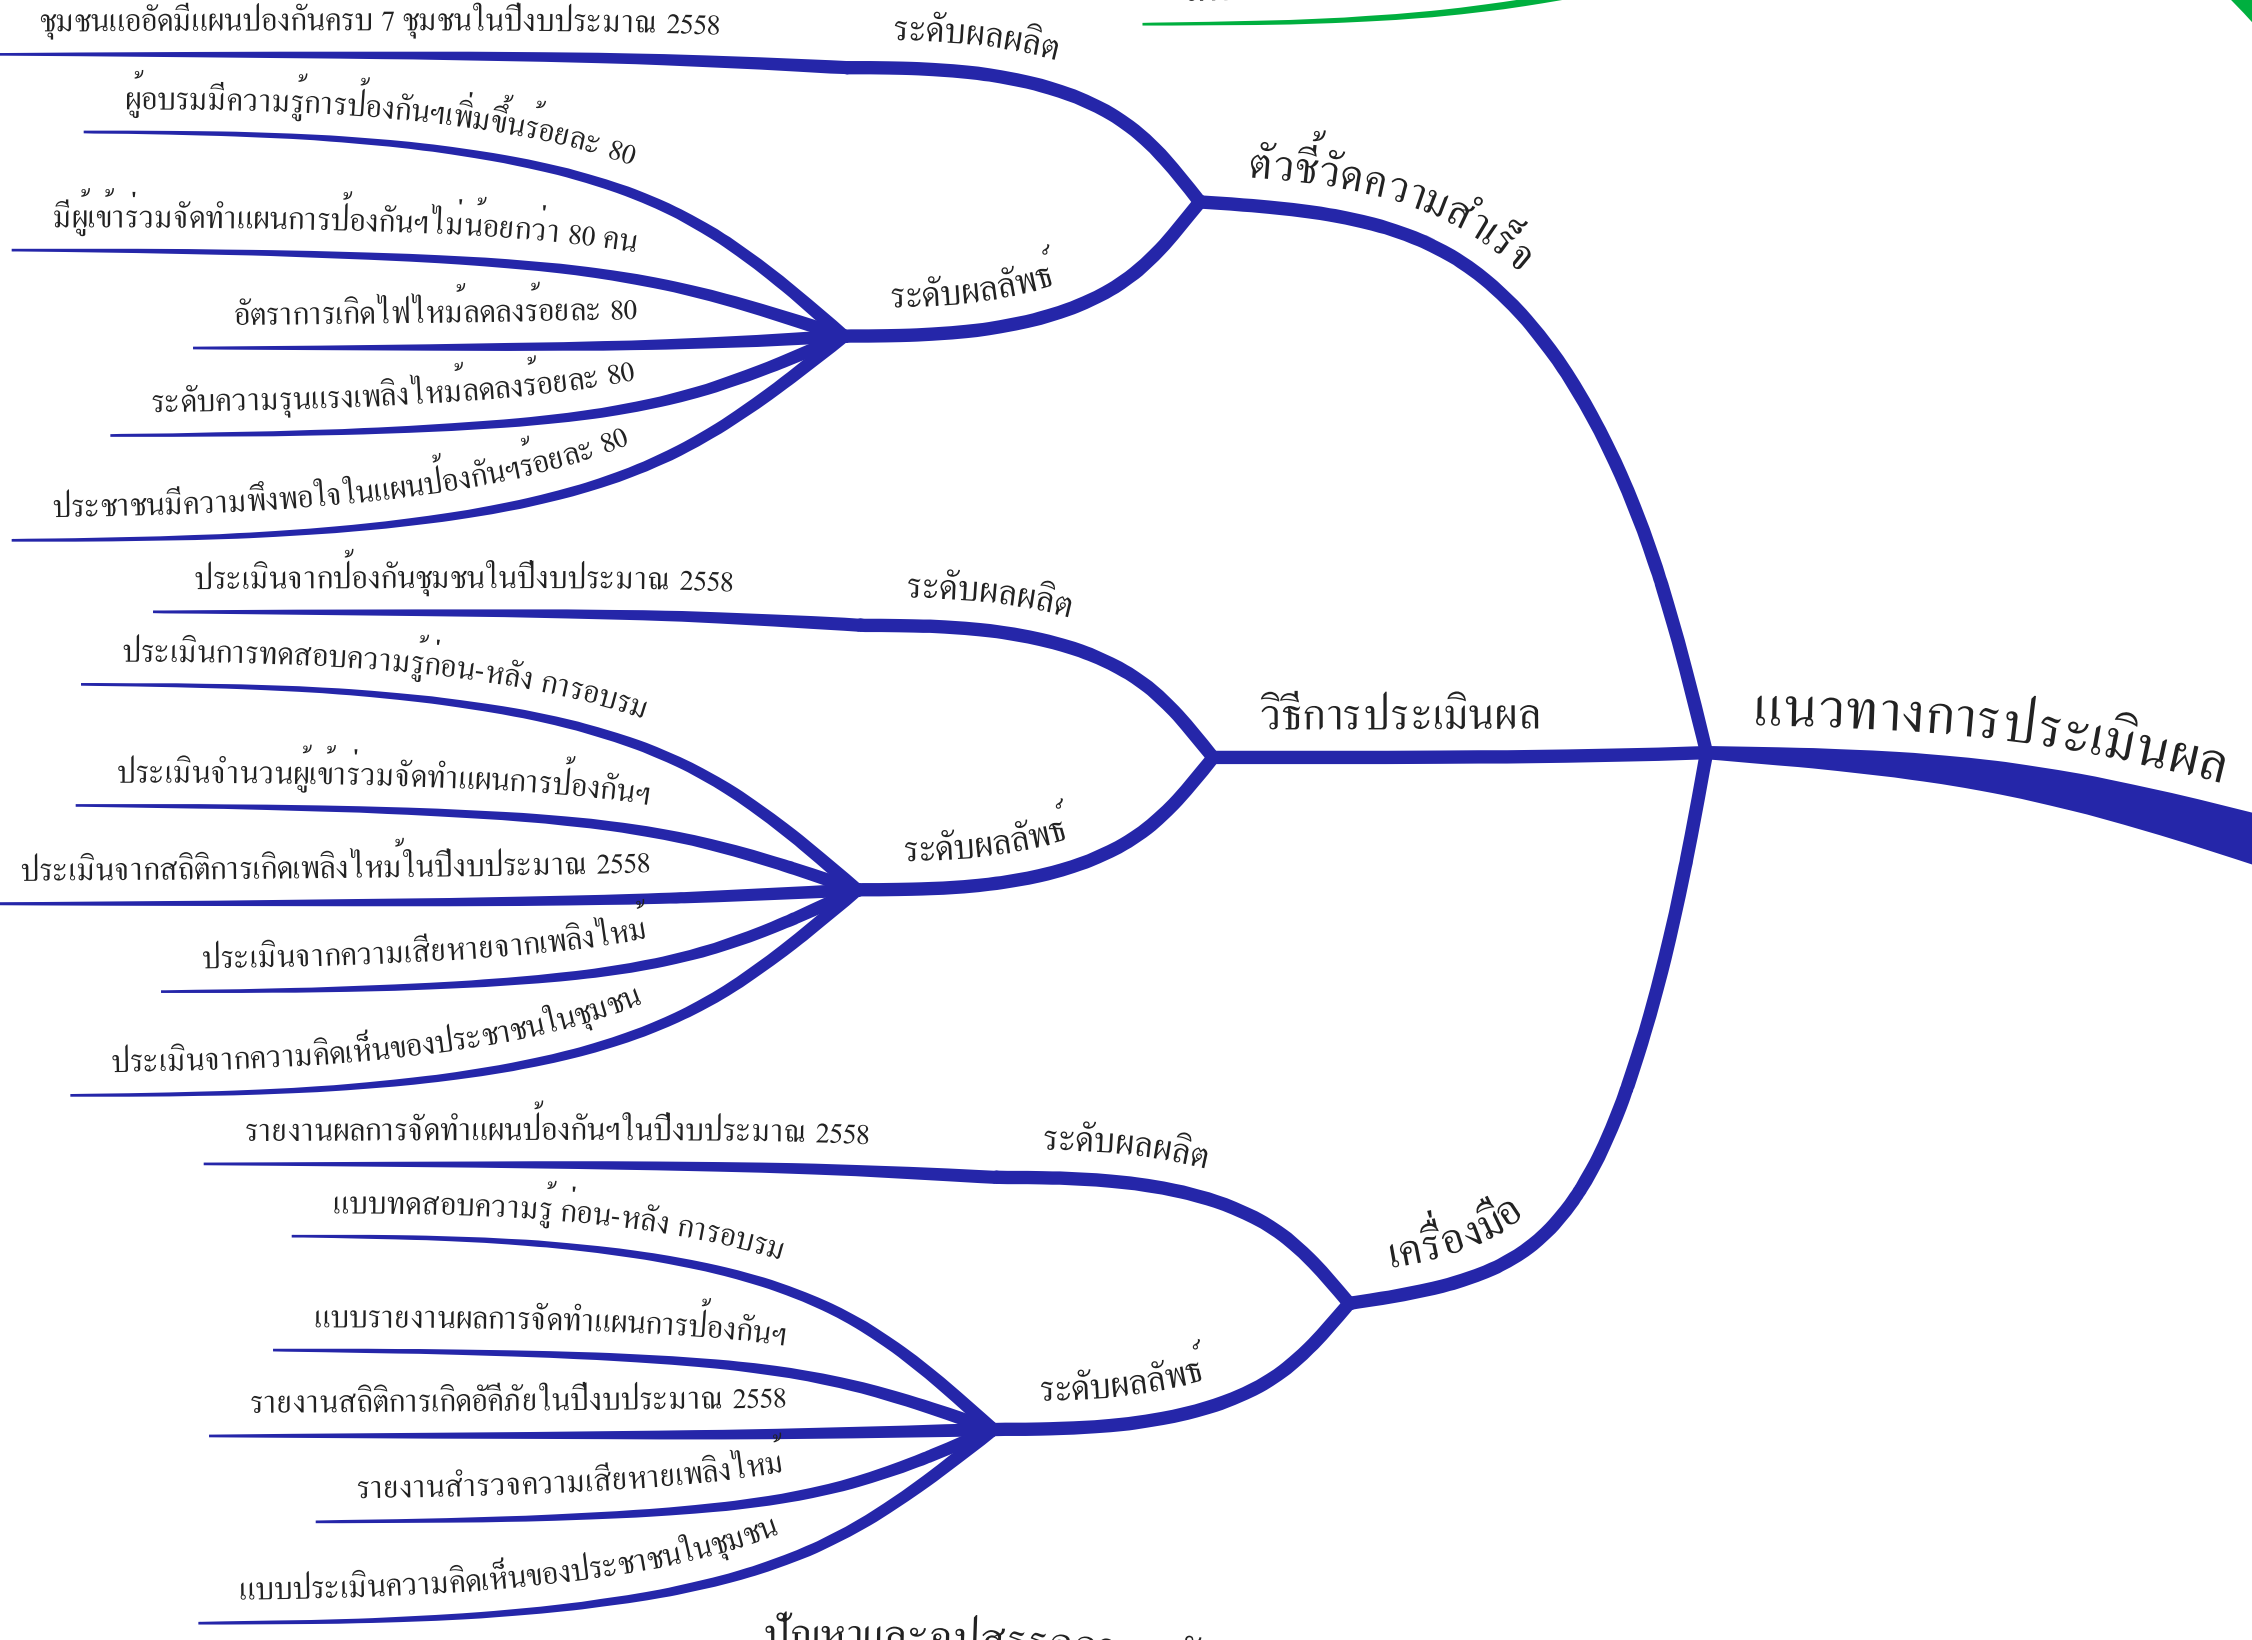 ชุมชนแออัดมีแผนป้องกันครบ 7 ชุมชนในปีงบประมาณ 2558
ระดับผลผลิต
ผู้อบรมมีความรู้การป้องกันฯเพิ่มขึ้นร้อยละ 80
ตัวชี้วัดความสำเร็จ
มีผู้เข้าร่วมจัดทำแผนการป้องกันฯไม่น้อยกว่า 80 คน
ระดับผลลัพธ์
อัตราการเกิดไฟไหม้ลดลงร้อยละ 80
ระดับความรุนแรงเพลิงไหม้ลดลงร้อยละ 80
ประชาชนมีความพึงพอใจในแผนป้องกันฯร้อยละ 80
ประเมินจากป้องกันชุมชนในปีงบประมาณ 2558
ระดับผลผลิต
ประเมินการทดสอบความรู้ก่อน-หลัง การอบรม
วิธีการประเมินผล
แนวทางการประเมินผล
ประเมินจำนวนผู้เข้าร่วมจัดทำแผนการป้องกันฯ
ระดับผลลัพธ์
ประเมินจากสถิติการเกิดเพลิงไหม้ในปีงบประมาณ 2558
ประเมินจากความเสียหายจากเพลิงไหม้
ประเมินจากความคิดเห็นของประชาชนในชุมชน
รายงานผลการจัดทำแผนป้องกันฯในปีงบประมาณ 2558
ระดับผลผลิต
แบบทดสอบความรู้ ก่อน-หลัง การอบรม
เครื่องมือ
แบบรายงานผลการจัดทำแผนการป้องกันฯ
ระดับผลลัพธ์
รายงานสถิติการเกิดอัคีภัยในปีงบประมาณ 2558
รายงานสำรวจความเสียหายเพลิงไหม้
แบบประเมินความคิดเห็นของประชาชนในชุมชน
ปัญหาและอุปสรรค